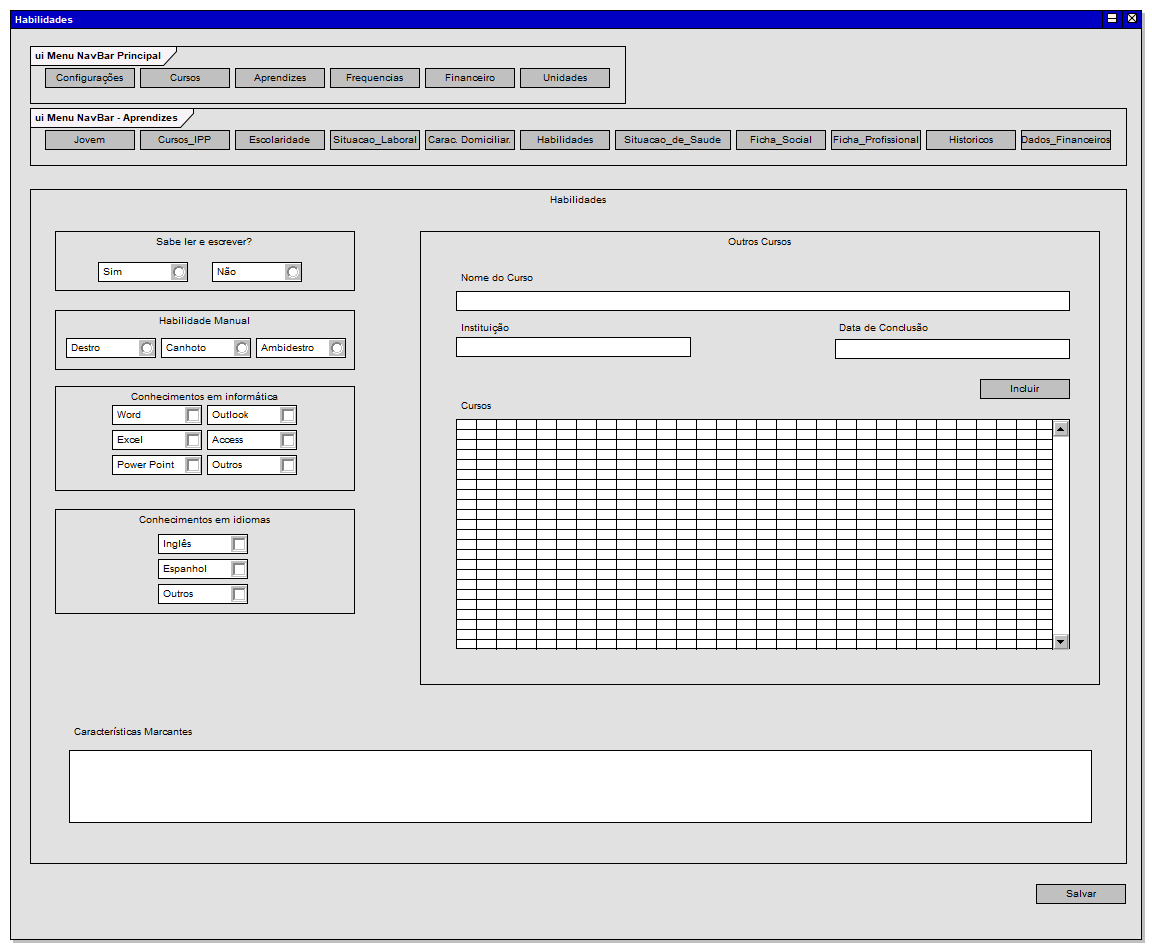 Habilidades
ui Menu NavBar Principal
Configurações Cursos Aprendizes Frequencias Financeiro Unidades
ui Menu NavBar - Aprendizes
Jovem Cursos_IPP Escolaridade Situacao_Laboral Carac. Domiciliar. Habilidades Situacao_de_Saude Ficha_Social Ficha_Profissional Historicos Dados_Financeiros
Habilidades
Sabe ler e escrever?
Sim Não
Habilidade Manual
Destro Canhoto Ambidestro
Conhecimentos em informática
Word Outlook
Excel Access
Power Point Outros
Conhecimentos em idiomas
Inglês
Espanhol
Outros
Outros Cursos
Nome do Curso
Instituição Data de Conclusão
Incluir
Cursos
Características Marcantes
Salvar